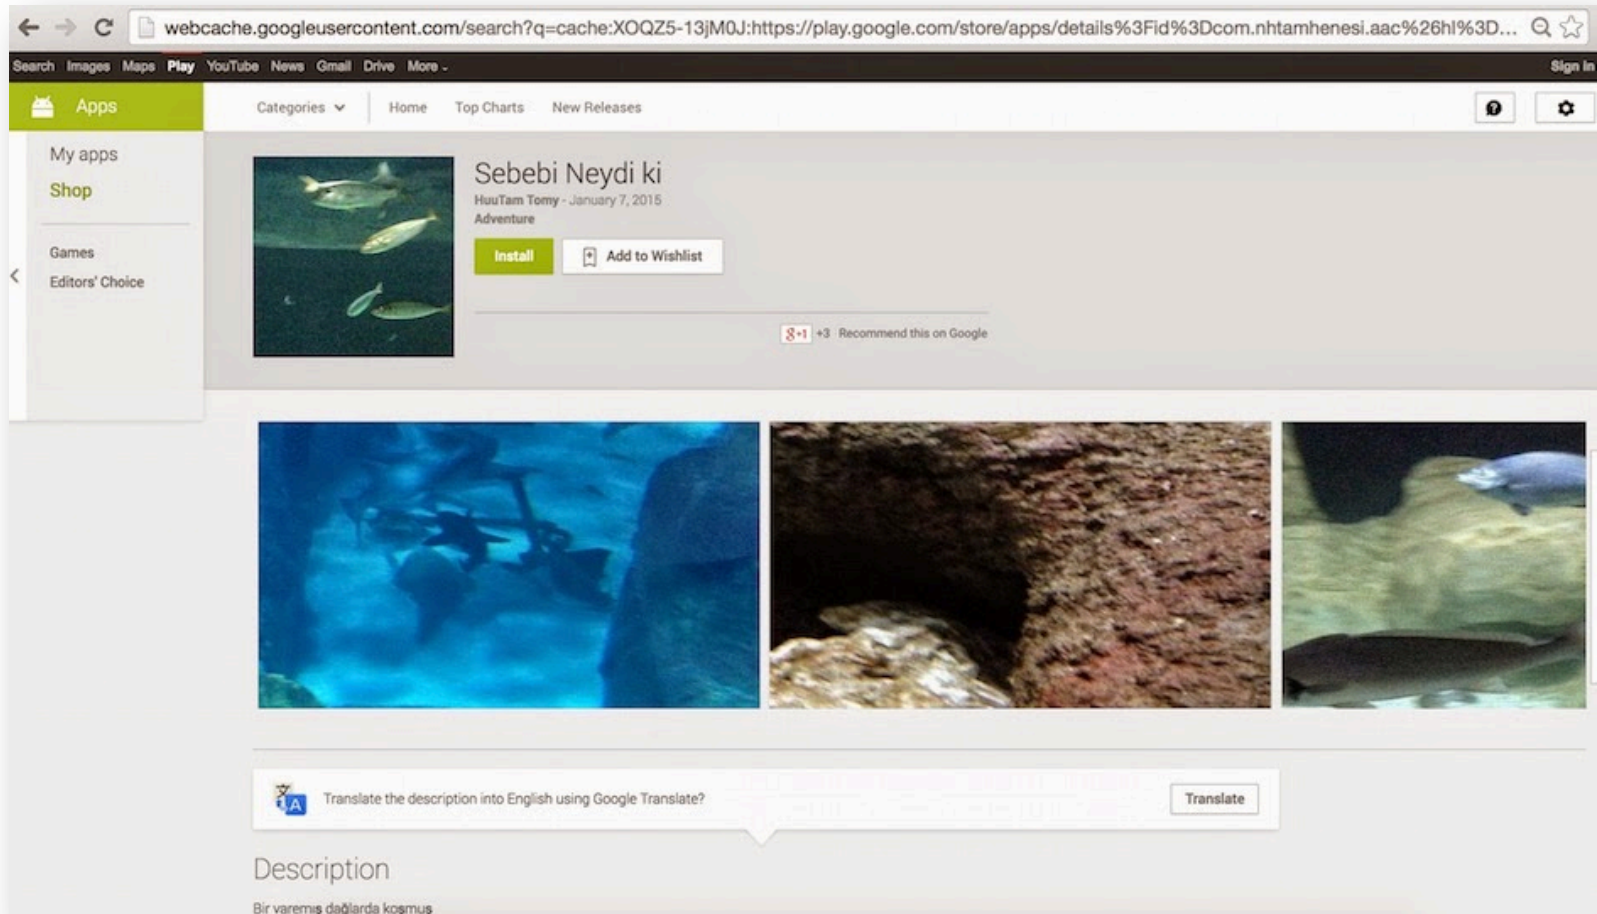 webcache.googleusercontent.com/search?q=cache:XOQZ5-13jM0J:https://play.google.com/store/apps/details%3Fid%3Dcom.nhtamhenesi.aac%26hl%3D...
Search Images Maps Play YouTube News Gmail Drive More
Sign in
Apps
Categories Home Top Charts New Releases
My apps
Shop
Games
Editors' Choice
Sebebi Neydi ki
HuuTam Tomy - January 7, 2015
Adventure
Install
Add to Wishlist
g+1 +3 Recommend this on Google
Translate the description into English using Google Translate?
Translate
Description
Bir varemış dağlarda koşmuş